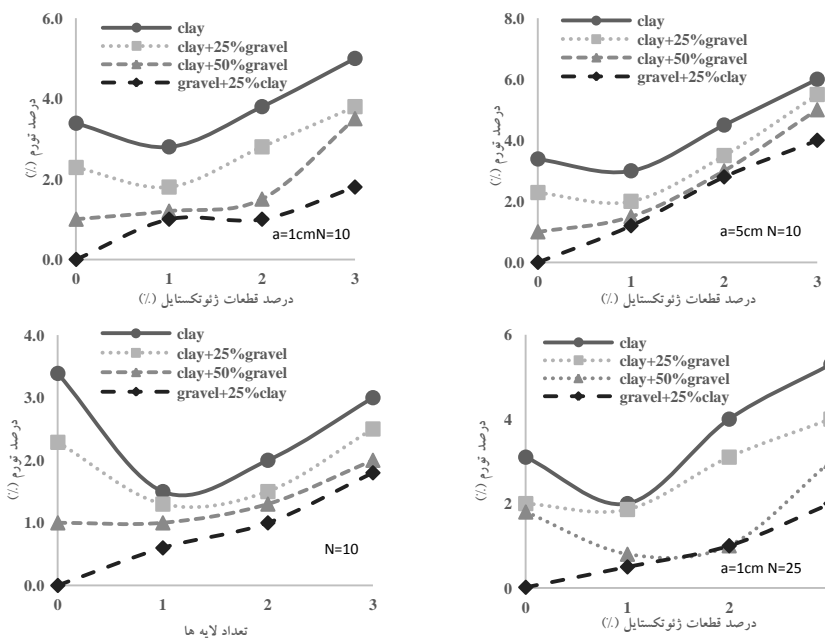 6.0
4.0
2.0
0.0
درصد تورم (٪)
clay
clay+25%gravel
clay+50%gravel
gravel+25%clay
a=1cmN=10
0 1 2 3
درصد قطعات ژئوتکستایل (٪)
8.0
6.0
4.0
2.0
0.0
درصد تورم (٪)
clay
clay+25%gravel
clay+50%gravel
gravel+25%clay
a=5cm N=10
0 1 2 3
درصد قطعات ژئوتکستایل (٪)
4.0
3.0
2.0
1.0
0.0
درصد تورم (٪)
clay
clay+25%gravel
clay+50%gravel
gravel+25%clay
N=10
0 1 2 3
تعداد لایه ها
6
4
2
0
درصد تورم (٪)
clay
clay+25%gravel
clay+50%gravel
gravel+25%clay
a=1cm N=25
0 1 2
درصد قطعات ژئوتکستایل (٪)